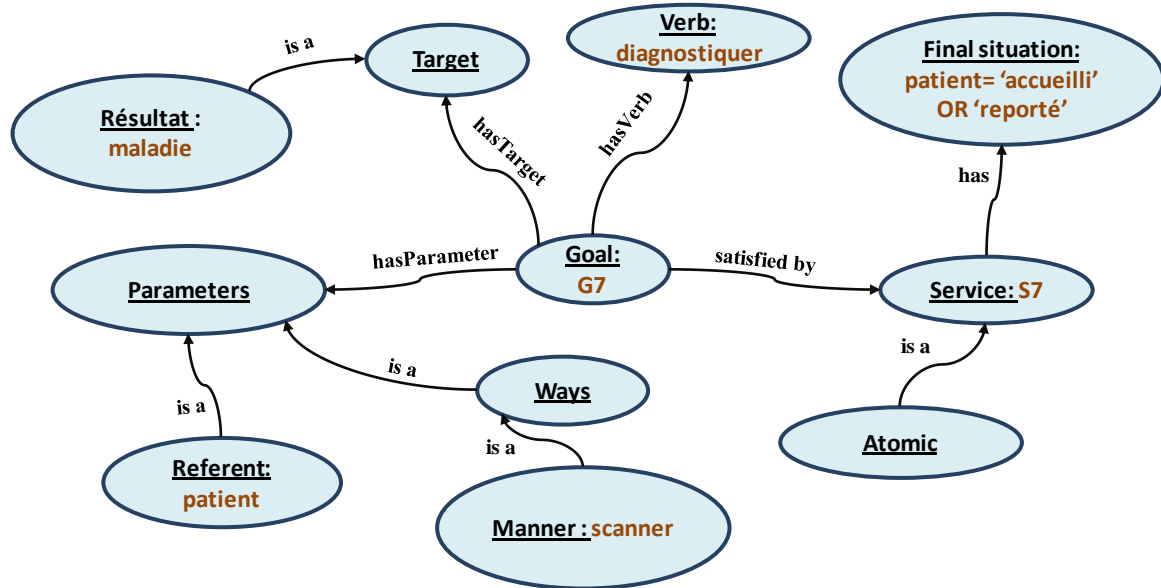 Verb:
diagnostiquer
Final situation:
patient= ‘accueilli’
OR ‘reporté’
is a
Target
Résultat :
maladie
hasTarget
hasVerb
has
hasParameter
Goal:
G7
satisfied by
Parameters
Service: S7
is a
is a
Ways
is a
is a
Atomic
Referent:
patient
Manner : scanner